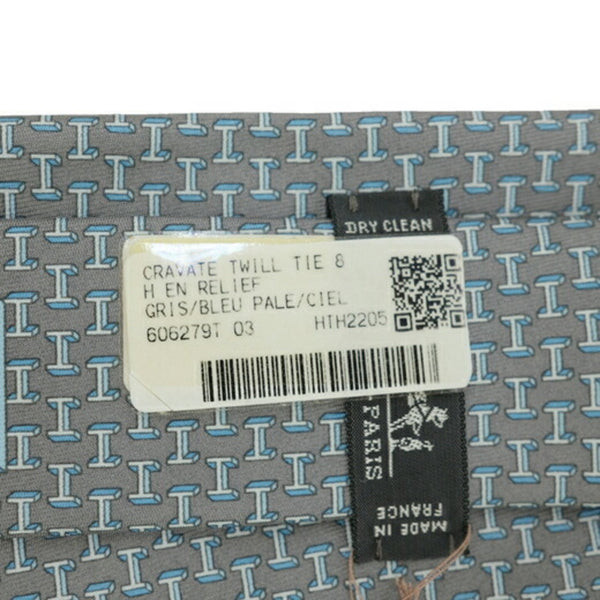 DRY CLEAN
CRAVATE TWILL TIE 8
H EN RELIEF
GRIS/BLEU PALE/CIEL
606279T 03 HTH2205
PARIS
MADE IN
FRANCE